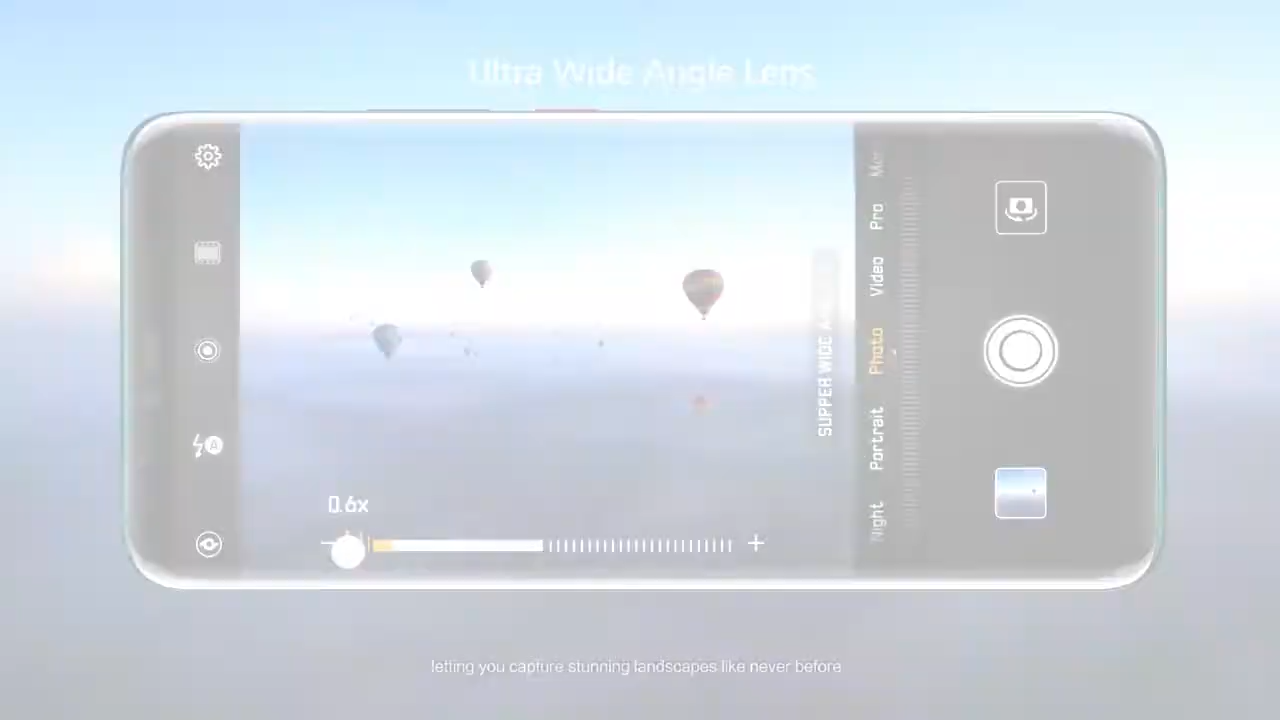 Ultra Wide Angle Lens
Pro
Video
Photo
Portrait
Night
SUPPER WIDE
A
0.6x
letting you capture stunning landscapes like never before